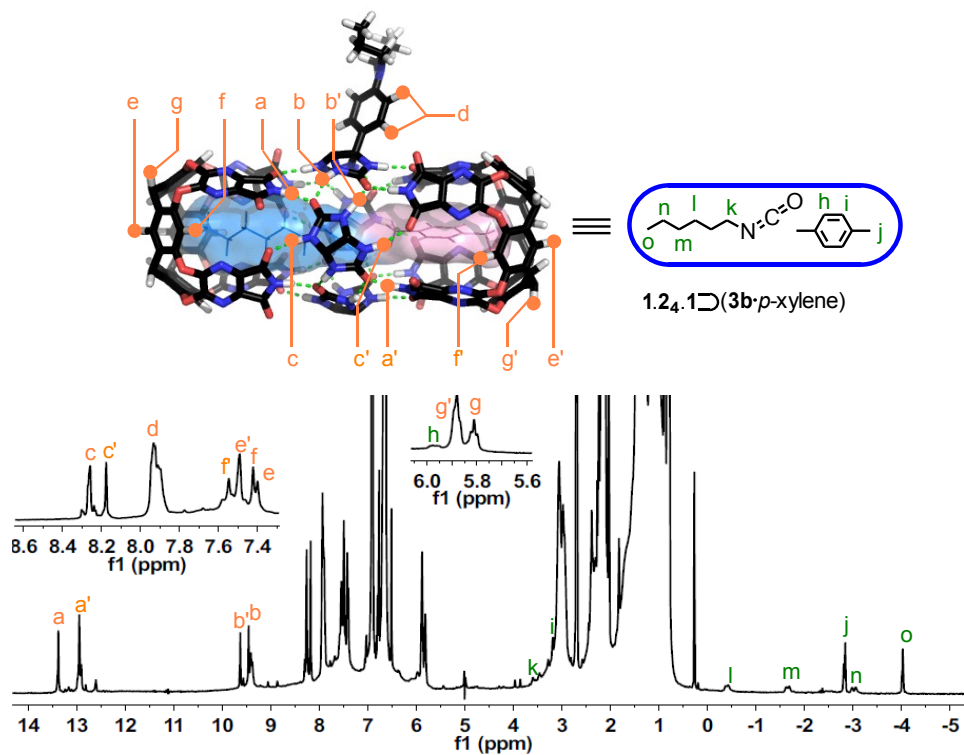 e g f a b b' d
n l k N C O h i
o m j
1.2₄.1⊃(3b·p-xylene)
c c' a' f' g' e'
d
c c'
f' e' f e
8.6 8.4 8.2 8.0 7.8 7.6 7.4
f1 (ppm)
g' g
h
6.0 5.8 5.6
f1 (ppm)
a a' b' b i k l m j n o
14 13 12 11 10 9 8 7 6 5 4 3 2 1 0 -1 -2 -3 -4 -5
f1 (ppm)